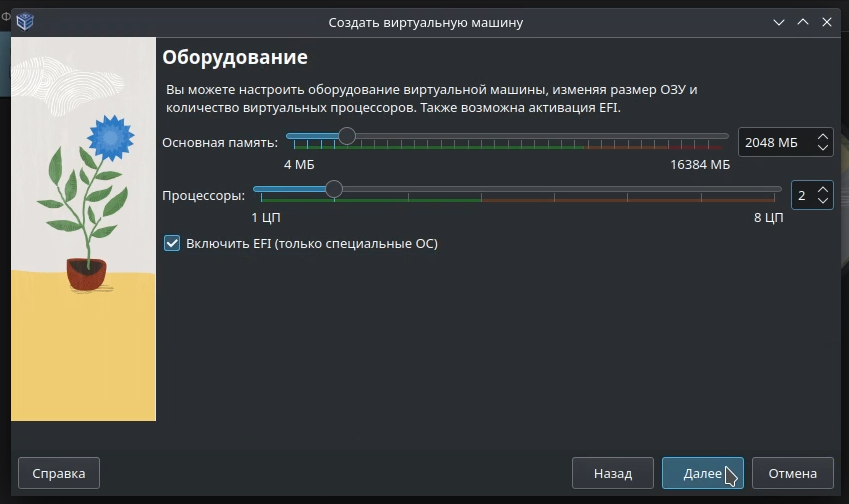 Ф
Создать виртуальную машину
Оборудование
Вы можете настроить оборудование виртуальной машины, изменяя размер ОЗУ и
количество виртуальных процессоров. Также возможна активация EFI.
Основная память:
2048 МБ
4 МБ
16384 МБ
Процессоры:
2
1 ЦП
8 ЦП
Включить EFI (только специальные ОС)
Справка
Назад
Далее
Отмена